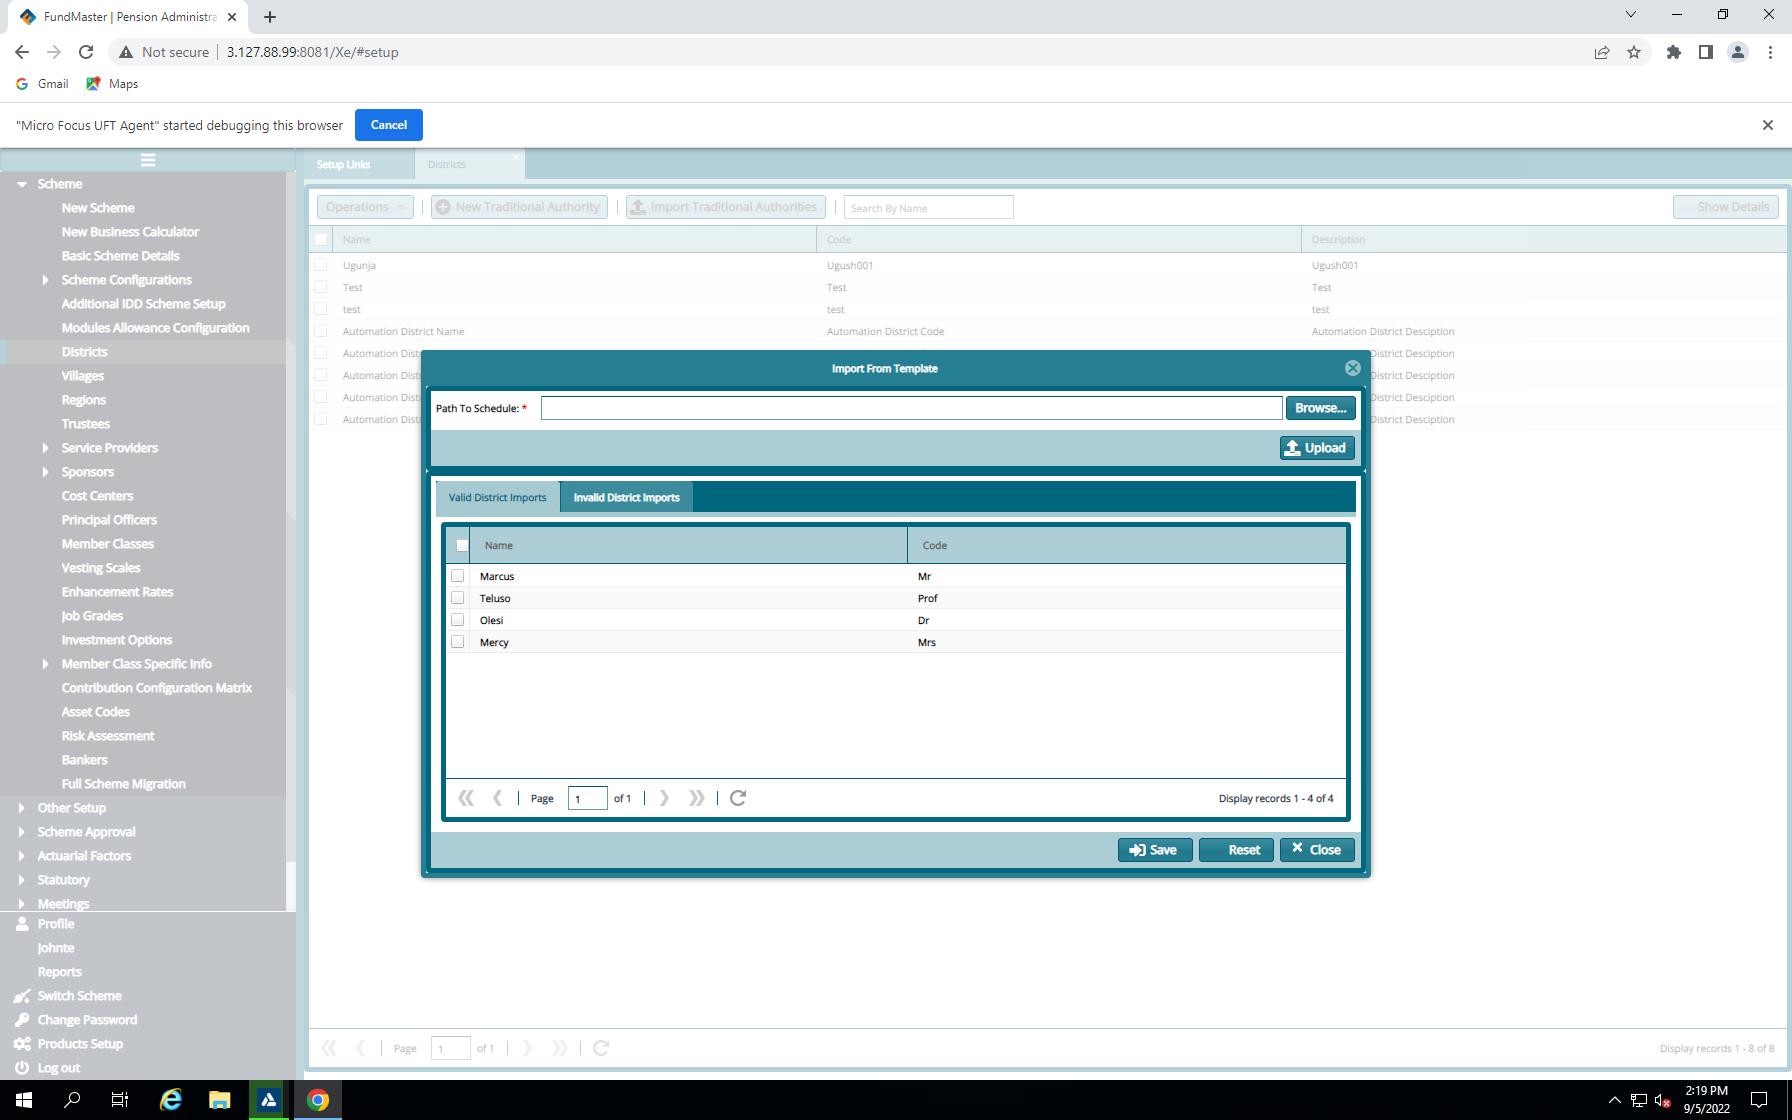 FundMaster | Pension Administra
Not secure
3.127.88.99:8081/Xe/#setup
Gmail
Maps
"Micro Focus UFT Agent" started debugging this browser
Cancel
Scheme
New Scheme
New Business Calculator
Basic Scheme Details
Scheme Configurations
Additional IDD Scheme Setup
Modules Allowance Configuration
Districts
Villages
Regions
Trustees
Service Providers
Sponsors
Cost Centers
Principal Officers
Member Classes
Vesting Scales
Enhancement Rates
Job Grades
Investment Options
Member Class Specific Info
Contribution Configuration Matrix
Asset Codes
Risk Assessment
Bankers
Full Scheme Migration
Other Setup
Scheme Approval
Actuarial Factors
Statutory
Meetings
Profile
Johnte
Reports
Switch Scheme
Change Password
Products Setup
Log out
Setup Links
Districts
Operations
New Traditional Authority
Import Traditional Authorities
Search By Name
Show Details
Name Code Description
Ugunja Ugush001 Ugush001
Test Test Test
test test test
Automation District Name Automation District Code Automation District Desciption
Automation Dist District Desciption
Automation Dist District Desciption
Automation Dist District Desciption
Automation Dist District Desciption
Import From Template
Path To Schedule: *
Browse...
Upload
Valid District Imports
Invalid District Imports
Name Code
Marcus Mr
Teluso Prof
Olesi Dr
Mercy Mrs
Page 1 of 1
Display records 1 - 4 of 4
Save
Reset
Close
Page 1 of 1
Display records 1 - 8 of 8
2:19 PM
9/5/2022